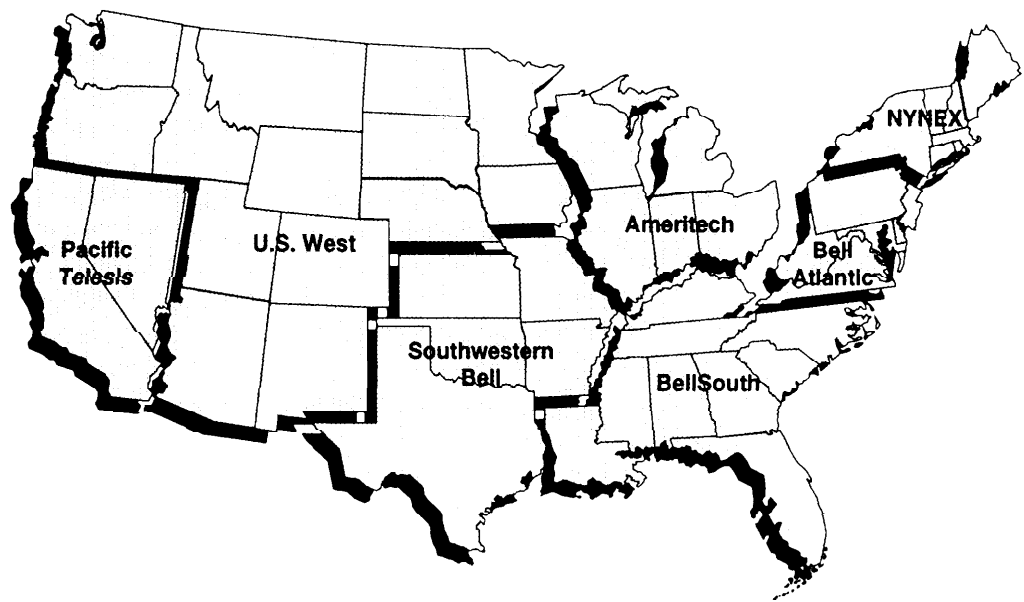 NYNEX
Ameritech
U.S. West
Pacific
Telesis
Bell
Atlantic
Southwestern
Bell
BellSouth